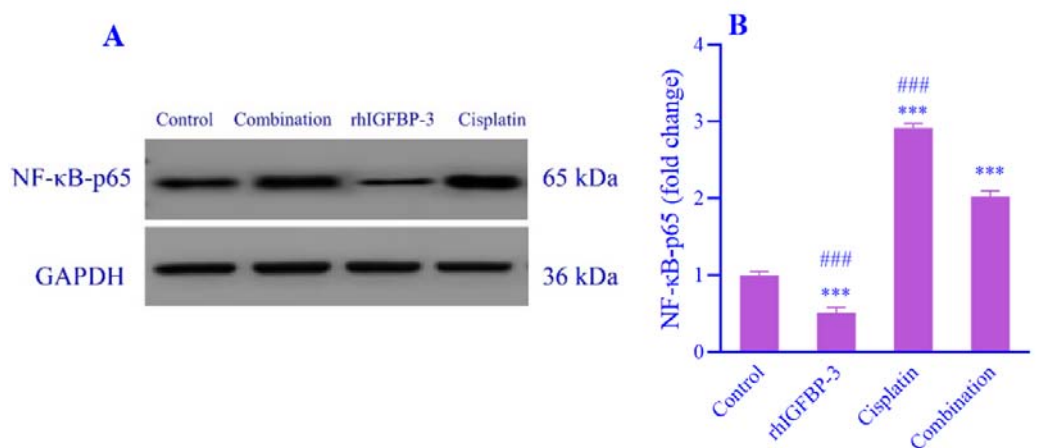 A
Control Combination rhIGFBP-3 Cisplatin
NF-κB-p65 65 kDa
GAPDH 36 kDa
B
NF-κB-p65 (fold change)
4
3
2
1
0
###
***
###
***
***
Control
rhIGFBP-3
Cisplatin
Combination